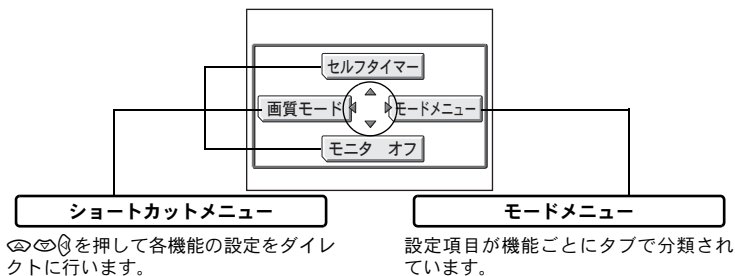 セルフタイマー
画質モード
モードメニュー
モニタ オフ
ショートカットメニュー
モードメニュー
を押して各機能の設定をダイレ
クトに行います。
設定項目が機能ごとにタブで分類され
ています。